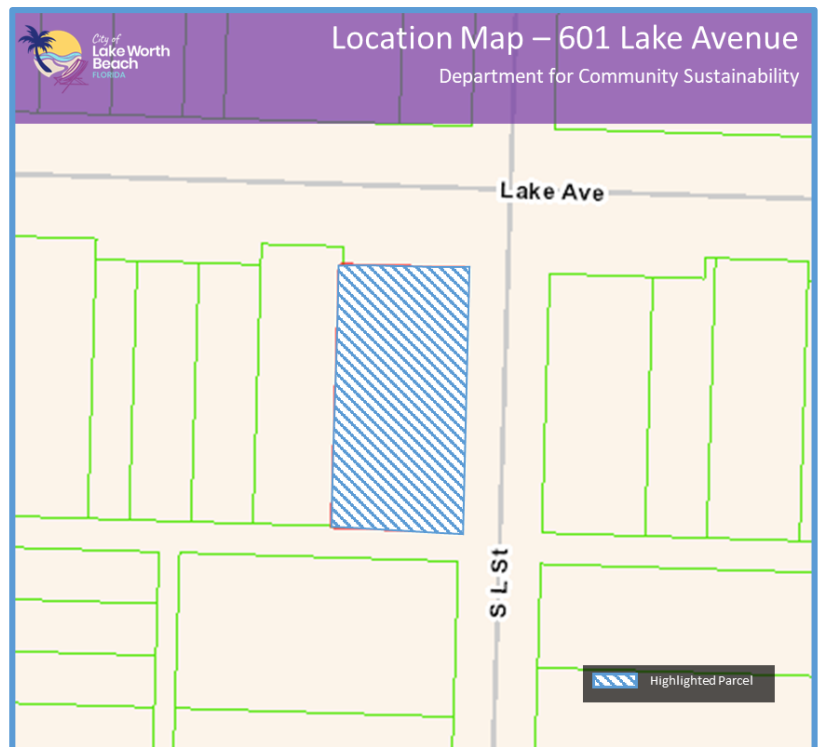 City of
Lake Worth
Beach
FLORIDA
Location Map – 601 Lake Avenue
Department for Community Sustainability
Lake Ave
S L St
Highlighted Parcel